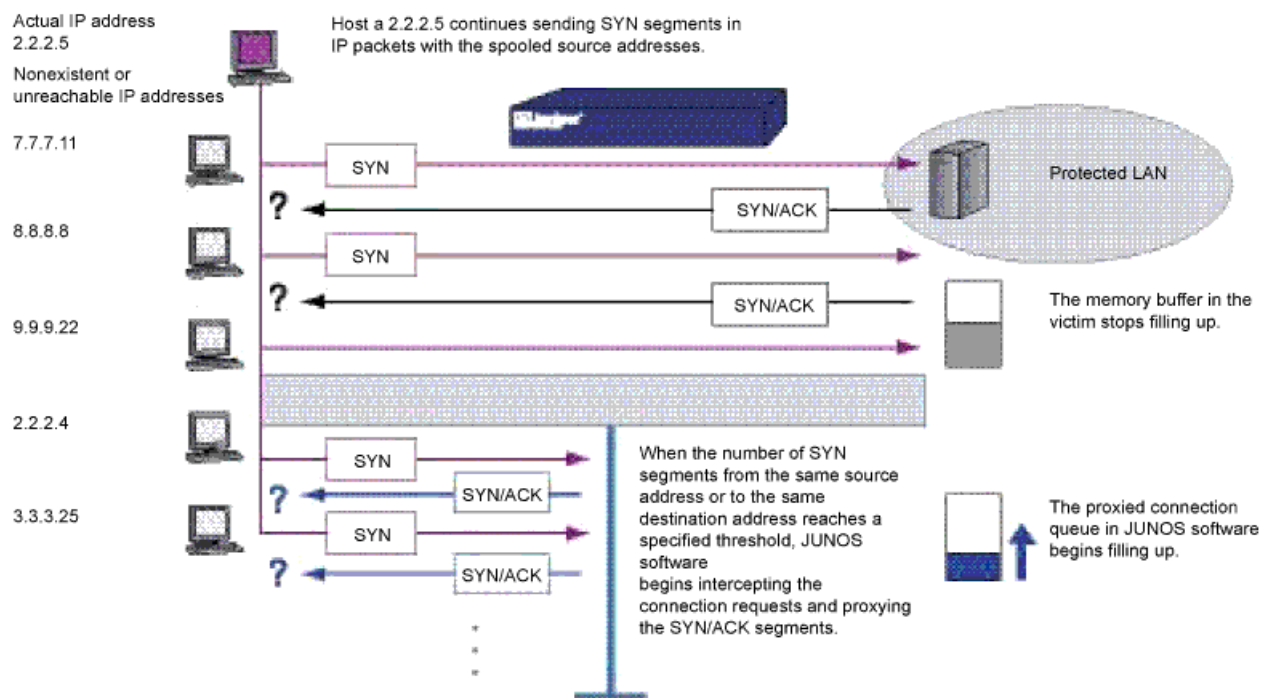 Actual IP address
2.2.2.5
Host a 2.2.2.5 continues sending SYN segments in
IP packets with the spooled source addresses.
Nonexistent or
unreachable IP addresses
7.7.7.11
SYN
Protected LAN
?
SYN/ACK
8.8.8.8
SYN
?
SYN/ACK
The memory buffer in the
victim stops filling up.
9.9.9.22
2.2.2.4
SYN
When the number of SYN
segments from the same source
address or to the same
destination address reaches a
specified threshold, JUNOS
software
begins intercepting the
connection requests and proxying
the SYN/ACK segments.
?
SYN/ACK
3.3.3.25
SYN
?
SYN/ACK
The proxied connection
queue in JUNOS software
begins filling up.